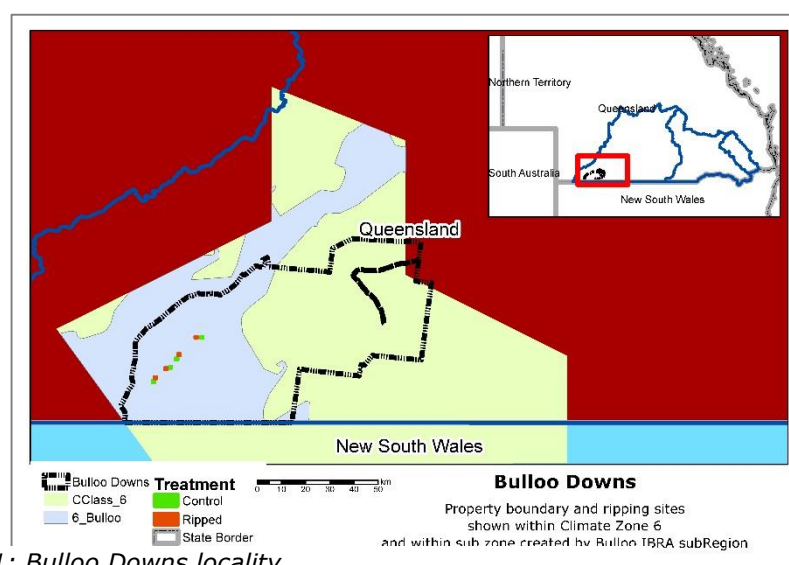 Northern Territory
Queensland
South Australia
New South Wales
Queensland
New South Wales
Bulloo Downs
CClass_6
6_Bulloo
Treatment
Control
Ripped
State Border
0 10 20 30 40 50 km
Bulloo Downs
Property boundary and ripping sites
shown within Climate Zone 6
and within sub zone created by Bulloo IBRA subRegion
1: Bulloo Downs locality